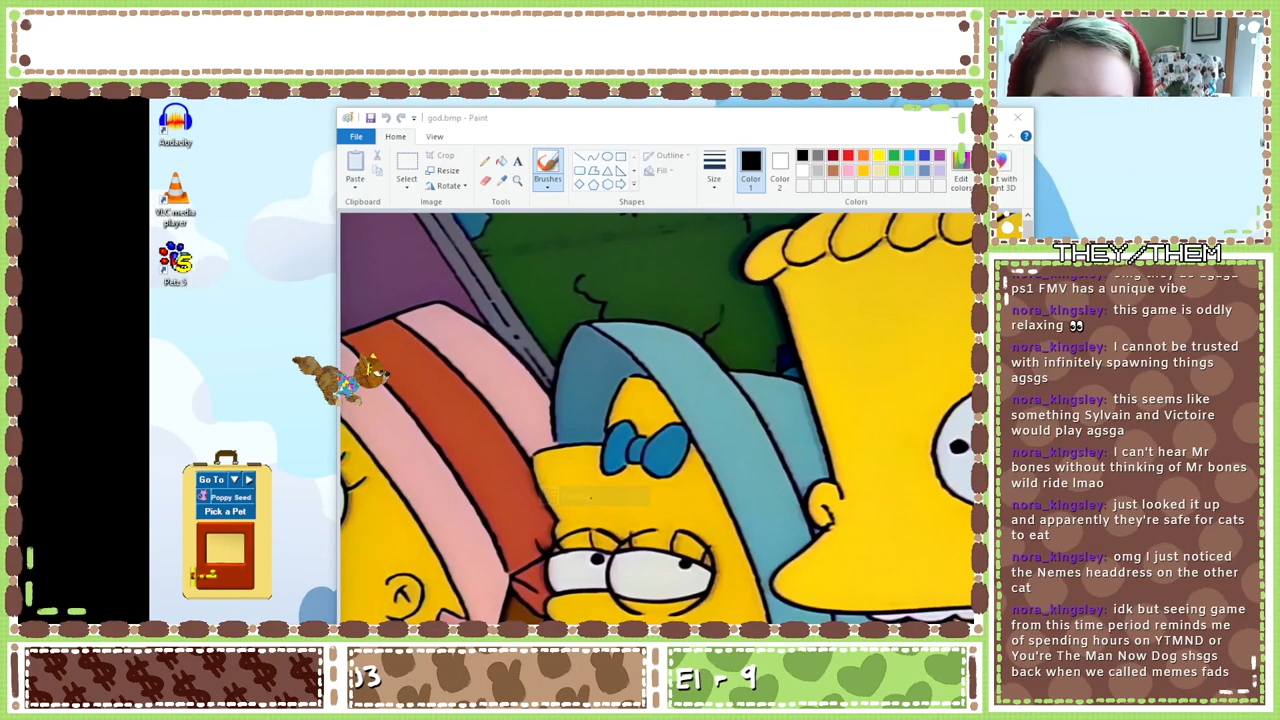 Audacity
VLC media
player
Petz 5
Go To
Poppy Seed
Pick a Pet
god.bmp - Paint
File
Home
View
Paste
Clipboard
Select
Crop
Resize
Rotate
Image
A
Tools
Brushes
Outline
Fill
Shapes
Size
Color
1
Color
2
Edit
colors
Colors
THEY/THEM
ps1 FMV has a unique vibe
nora_kingsley: this game is oddly
relaxing 👀
nora_kingsley: I cannot be trusted
with infinitely spawning things
agsgs
nora_kingsley: this seems like
something Sylvain and Victoire
would play agsga
nora_kingsley: I can't hear Mr
bones without thinking of Mr bones
wild ride lmao
nora_kingsley: just looked it up
and apparently they're safe for cats
to eat
nora_kingsley: omg I just noticed
the Nemes headdress on the other
cat
nora_kingsley: idk but seeing game
from this time period reminds me
of spending hours on YTMND or
You're The Man Now Dog shsgs
back when we called memes fads
J3
El - 9